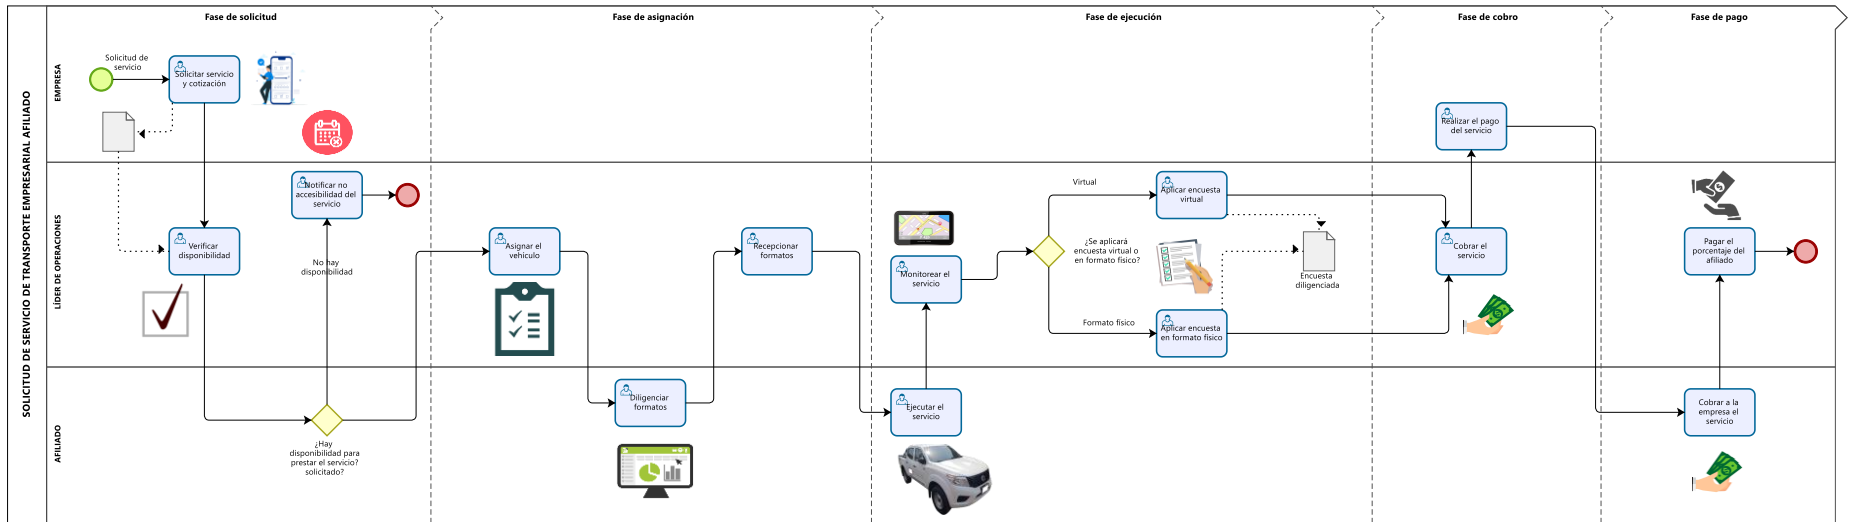 Fase de solicitud
Fase de asignación
Fase de ejecución
Fase de cobro
Fase de pago
SOLICITUD DE SERVICIO DE TRANSPORTE EMPRESARIAL AFILIADO
EMPRESA
Solicitud de
servicio
Solicitar servicio
y cotización
Realizar el pago
del servicio
LÍDER DE OPERACIONES
Notificar no
accesibilidad del
servicio
Verificar
disponibilidad
No hay
disponibilidad
Asignar el
vehículo
Recepcionar
formatos
Monitorear el
servicio
Virtual
¿Se aplicará
encuesta virtual o
en formato físico?
Formato físico
Aplicar encuesta
virtual
Aplicar encuesta
en formato físico
Encuesta
diligenciada
Cobrar el
servicio
Pagar el
porcentaje del
afiliado
AFILIADO
¿Hay
disponibilidad para
prestar el servicio?
solicitado?
Diligenciar
formatos
Ejecutar el
servicio
Cobrar a la
empresa el
servicio